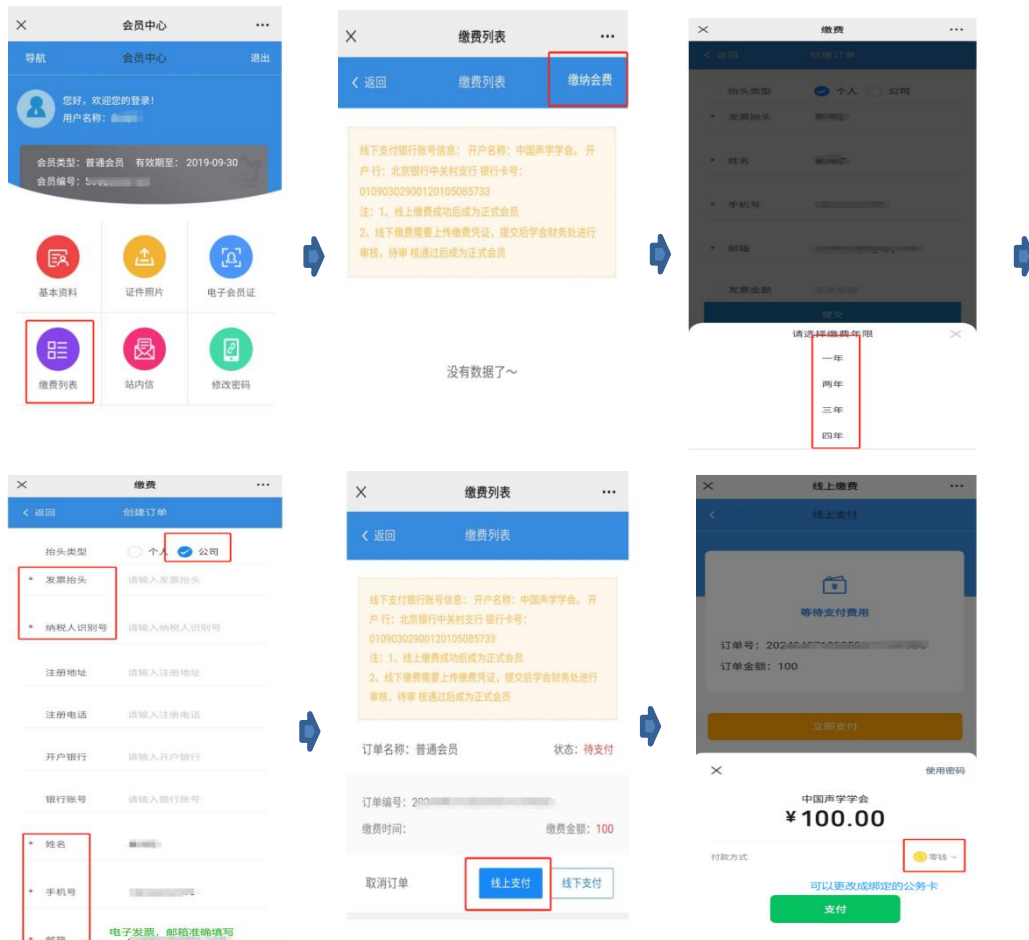 会员中心
导航 会员中心 退出
您好，欢迎您的登录！
用户名称：
会员类型：普通会员 有效期至： 2019-09-30
会员编号：
基本资料 证件照片 电子会员证
缴费列表 站内信 修改密码
缴费列表
返回 缴费列表 缴纳会费
线下支付银行账号信息： 开户名称：中国声学学会。 开
户 行：北京银行中关村支行 银行卡号：
01090302900120105085733
注：1、线上缴费成功后成为正式会员
2、线下缴费需要上传缴费凭证，提交后学会财务处进行
审核，待审 核通过后成为正式会员
没有数据了～
缴费
返回 创建订单
抬头类型 个人 公司
* 发票抬头
* 姓名
* 手机号
* 邮箱
发票金额
提交
请选择缴费年限
一年
两年
三年
四年
缴费
返回 创建订单
抬头类型 个人 公司
* 发票抬头 请输入发票抬头
* 纳税人识别号 请输入纳税人识别号
注册地址 请输入注册地址
注册电话 请输入注册电话
开户银行 请输入开户银行
银行账号 请输入银行账号
* 姓名
* 手机号
电子发票，邮箱准确填写
* 邮箱
缴费列表
返回 缴费列表
线下支付银行账号信息： 开户名称：中国声学学会。 开
户 行：北京银行中关村支行 银行卡号：
01090302900120105085733
注：1、线上缴费成功后成为正式会员
2、线下缴费需要上传缴费凭证，提交后学会财务处进行
审核，待审 核通过后成为正式会员
订单名称：普通会员 状态：待支付
订单编号：202
缴费时间： 缴费金额：100
取消订单 线上支付 线下支付
线上缴费
线上支付
等待支付费用
订单号：
订单金额：100
立即支付
使用密码
中国声学学会
¥100.00
付款方式 零钱
可以更改成绑定的公务卡
支付